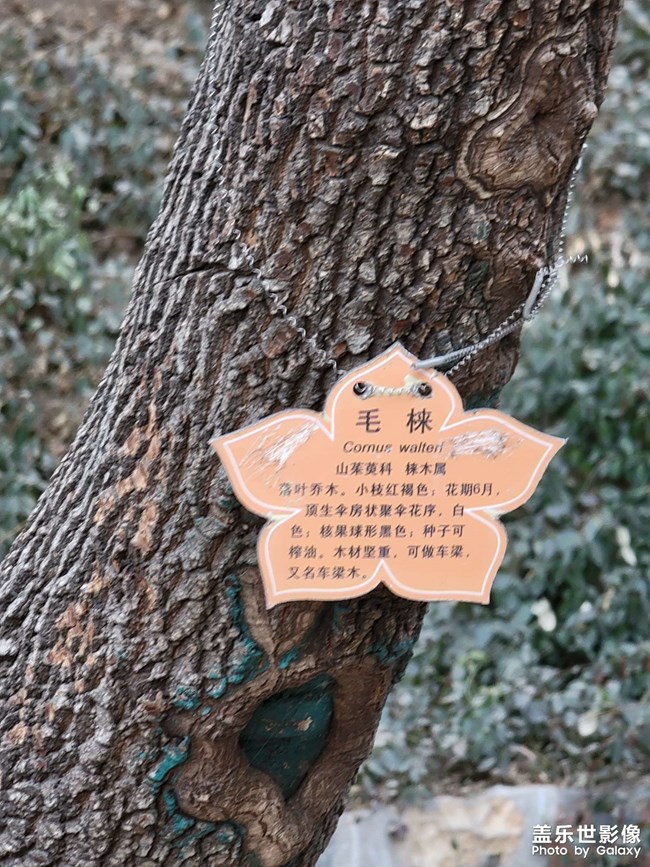 毛梾
Cornus walteri
山茱萸科 梾木属
落叶乔木。小枝红褐色；花期6月，
顶生伞房状聚伞花序，白
色；核果球形黑色；种子可
榨油。木材坚重，可做车梁，
又名车梁木。
盖乐世影像
Photo by Galaxy